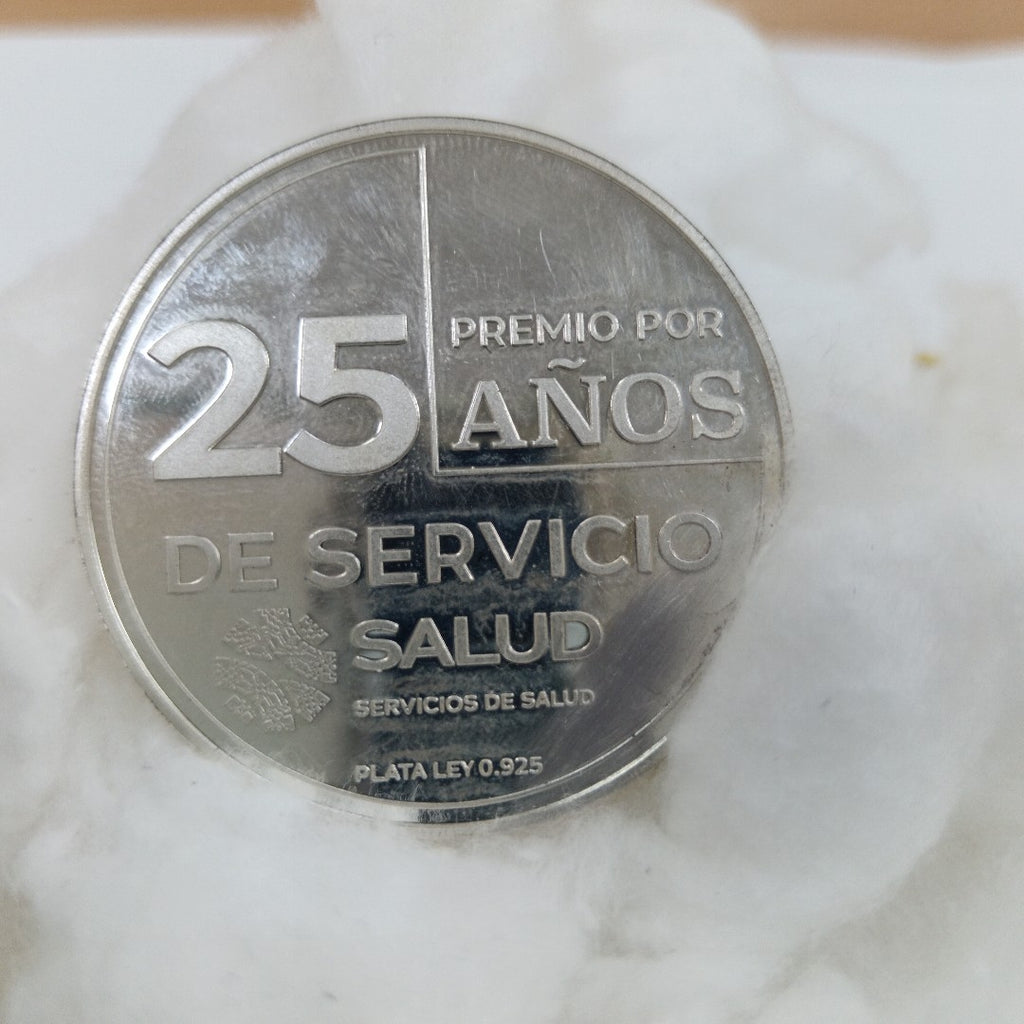 25
PREMIO POR
AÑOS
DE SERVICIO
SALUD
SERVICIOS DE SALUD
PLATA LEY 0.925